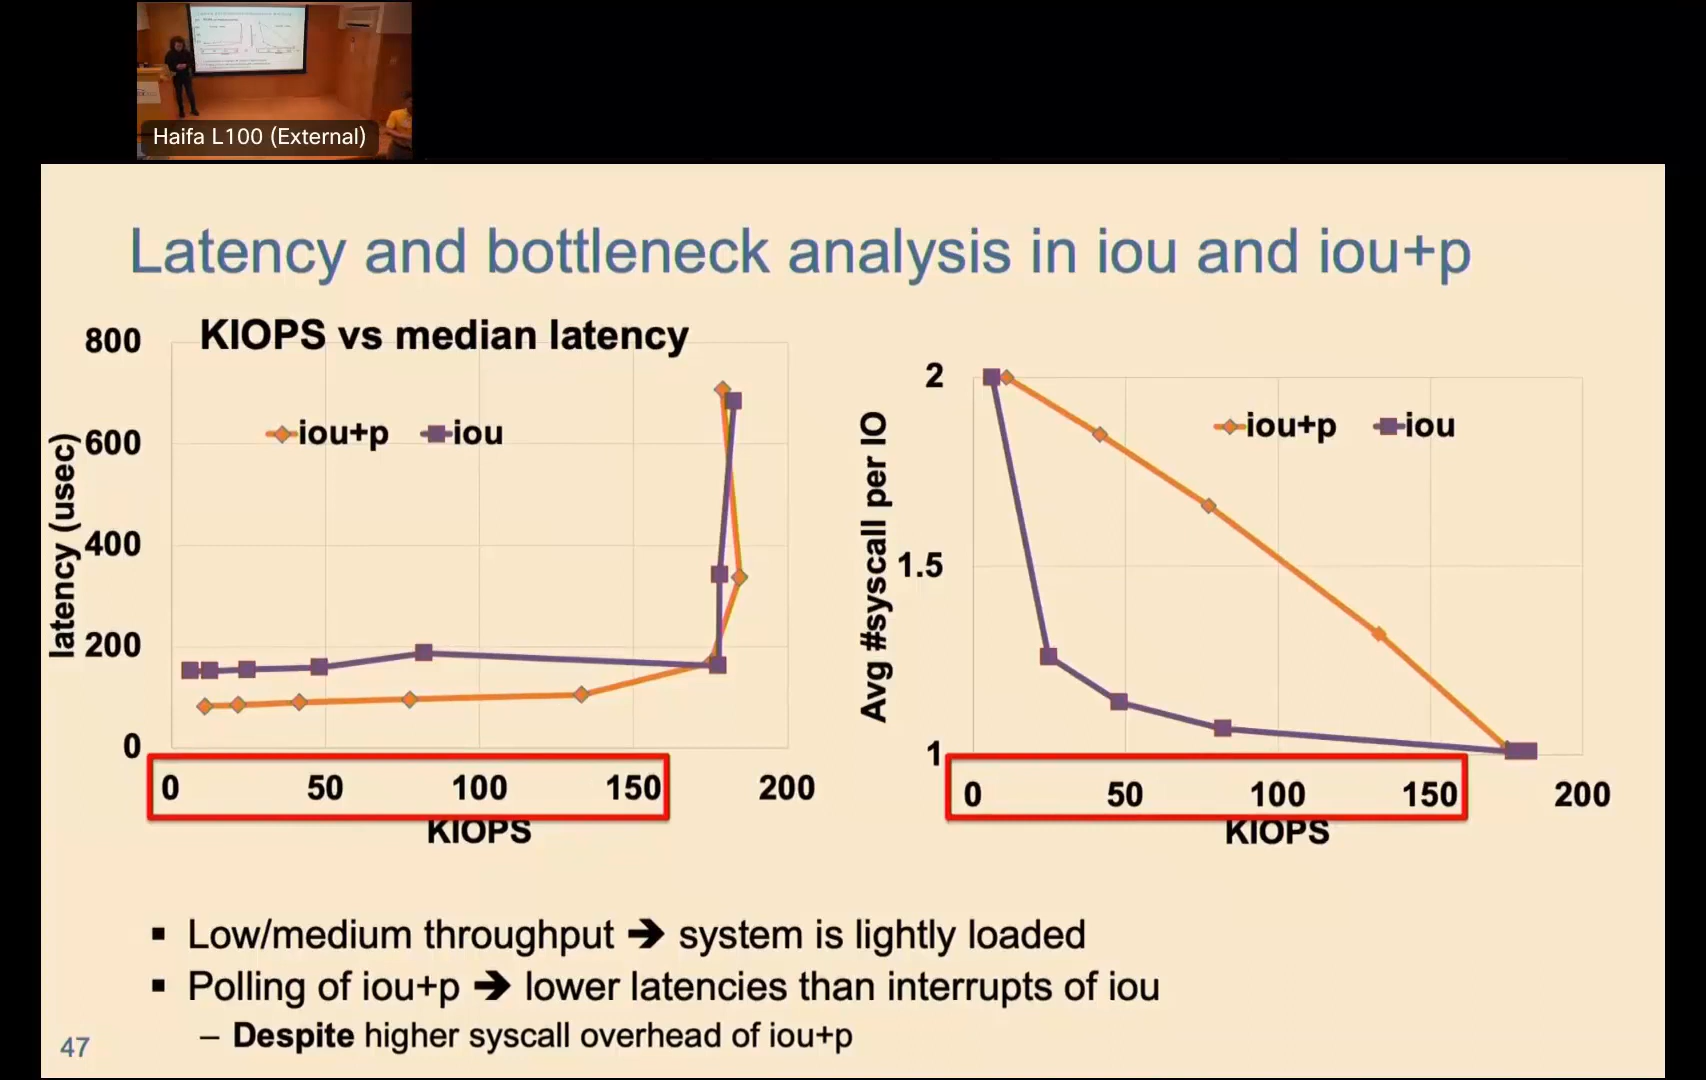 Haifa L100 (External)
Latency and bottleneck analysis in iou and iou+p
KIOPS vs median latency
800
600
400
200
0
latency (usec)
iou+p
iou
0 50 100 150 200
KIOPS
2
1.5
1
Avg #syscall per IO
iou+p
iou
0 50 100 150 200
KIOPS
▪ Low/medium throughput ➔ system is lightly loaded
▪ Polling of iou+p ➔ lower latencies than interrupts of iou
– Despite higher syscall overhead of iou+p
47